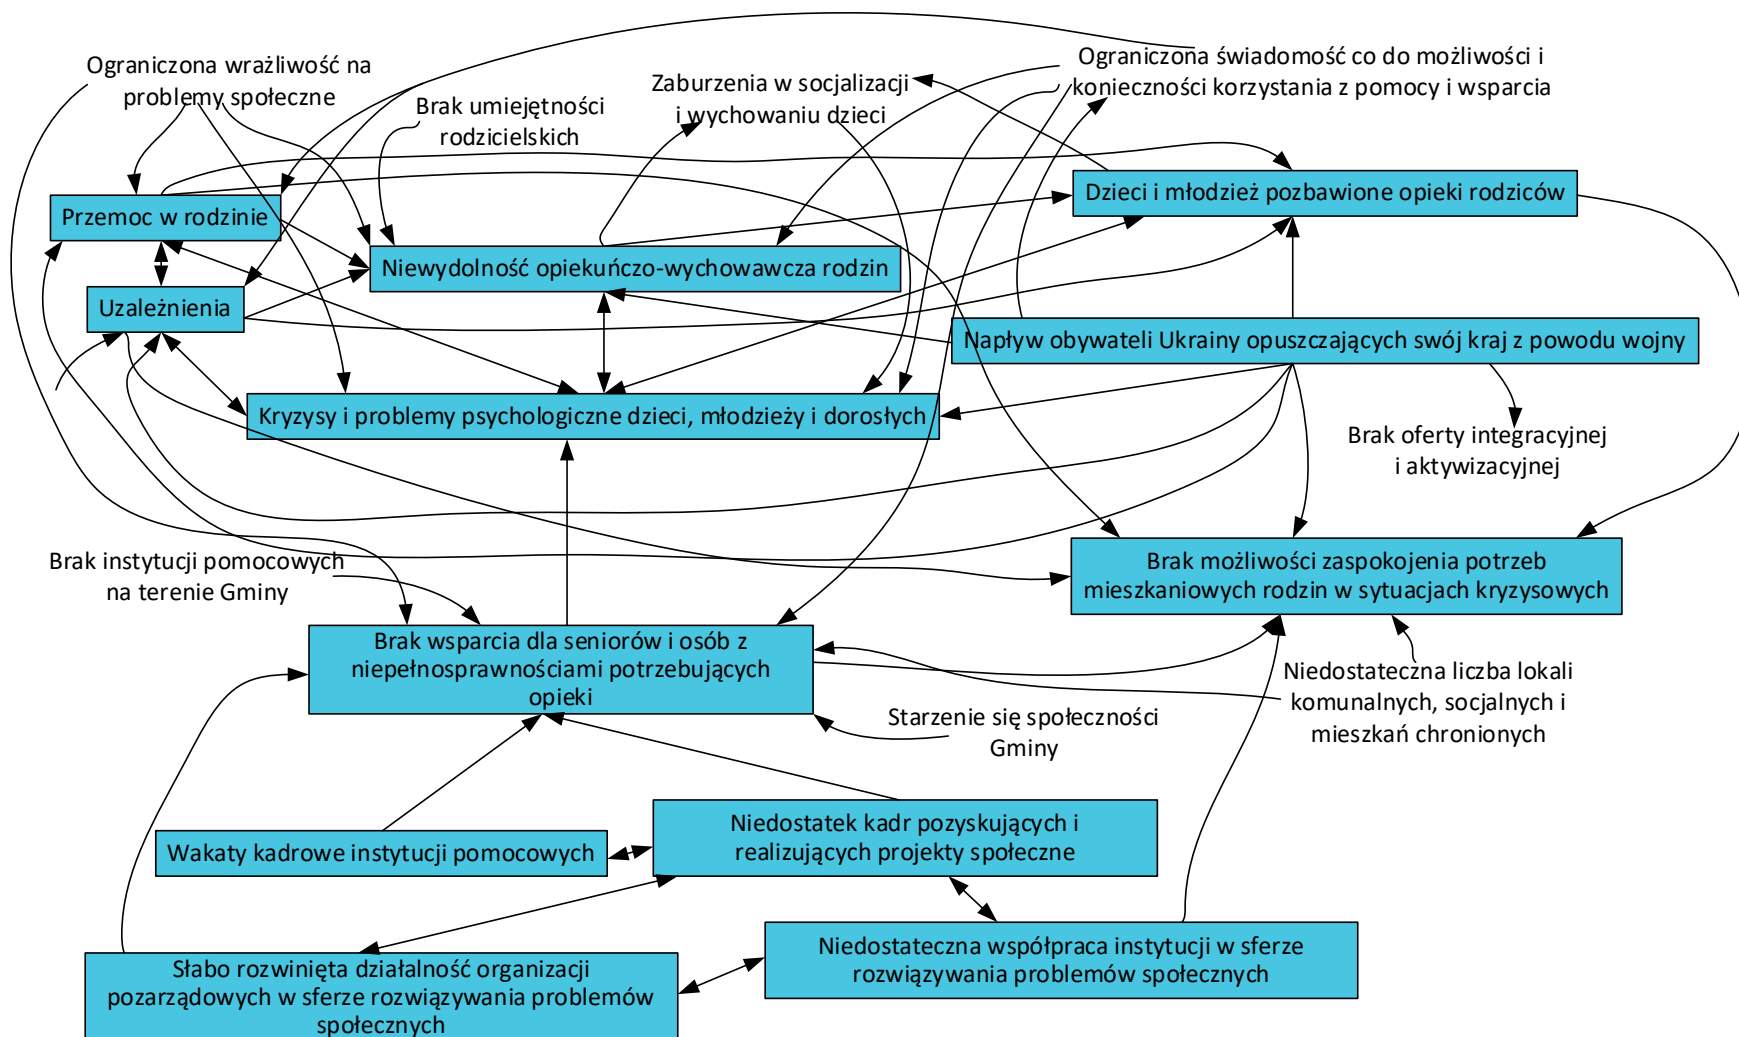 Ograniczona wrażliwość na
problemy społeczne
Brak umiejętności
rodzicielskich
Zaburzenia w socjalizacji
i wychowaniu dzieci
Ograniczona świadomość co do możliwości i
konieczności korzystania z pomocy i wsparcia
Przemoc w rodzinie
Dzieci i młodzież pozbawione opieki rodziców
Niewydolność opiekuńczo-wychowawcza rodzin
Uzależnienia
Napływ obywateli Ukrainy opuszczających swój kraj z powodu wojny
Kryzysy i problemy psychologiczne dzieci, młodzieży i dorosłych
Brak oferty integracyjnej
i aktywizacyjnej
Brak instytucji pomocowych
na terenie Gminy
Brak możliwości zaspokojenia potrzeb
mieszkaniowych rodzin w sytuacjach kryzysowych
Brak wsparcia dla seniorów i osób z
niepełnosprawnościami potrzebujących
opieki
Niedostateczna liczba lokali
komunalnych, socjalnych i
mieszkań chronionych
Starzenie się społeczności
Gminy
Wakaty kadrowe instytucji pomocowych
Niedostatek kadr pozyskujących i
realizujących projekty społeczne
Niedostateczna współpraca instytucji w sferze
rozwiązywania problemów społecznych
Słabo rozwinięta działalność organizacji
pozarządowych w sferze rozwiązywania problemów
społecznych